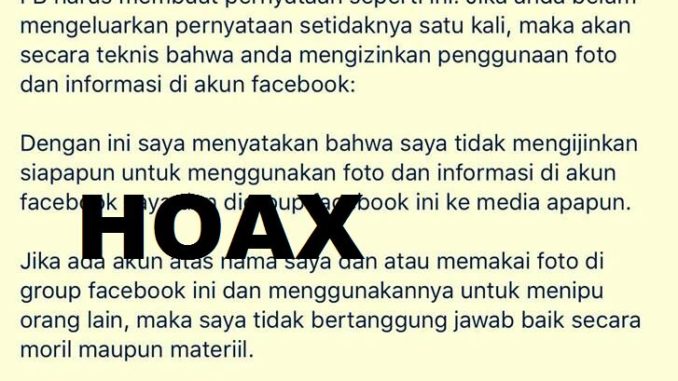 FB harus membuat pernyataan seperti ini. Jika anda belum
mengeluarkan pernyataan setidaknya satu kali, maka akan
secara teknis bahwa anda mengizinkan penggunaan foto
dan informasi di akun facebook:
Dengan ini saya menyatakan bahwa saya tidak mengijinkan
siapapun untuk menggunakan foto dan informasi di akun
facebook saya ini ke media apapun.
HOAX
Jika ada akun atas nama saya dan atau memakai foto di
group facebook ini dan menggunakannya untuk menipu
orang lain, maka saya tidak bertanggung jawab baik secara
moril maupun materiil.